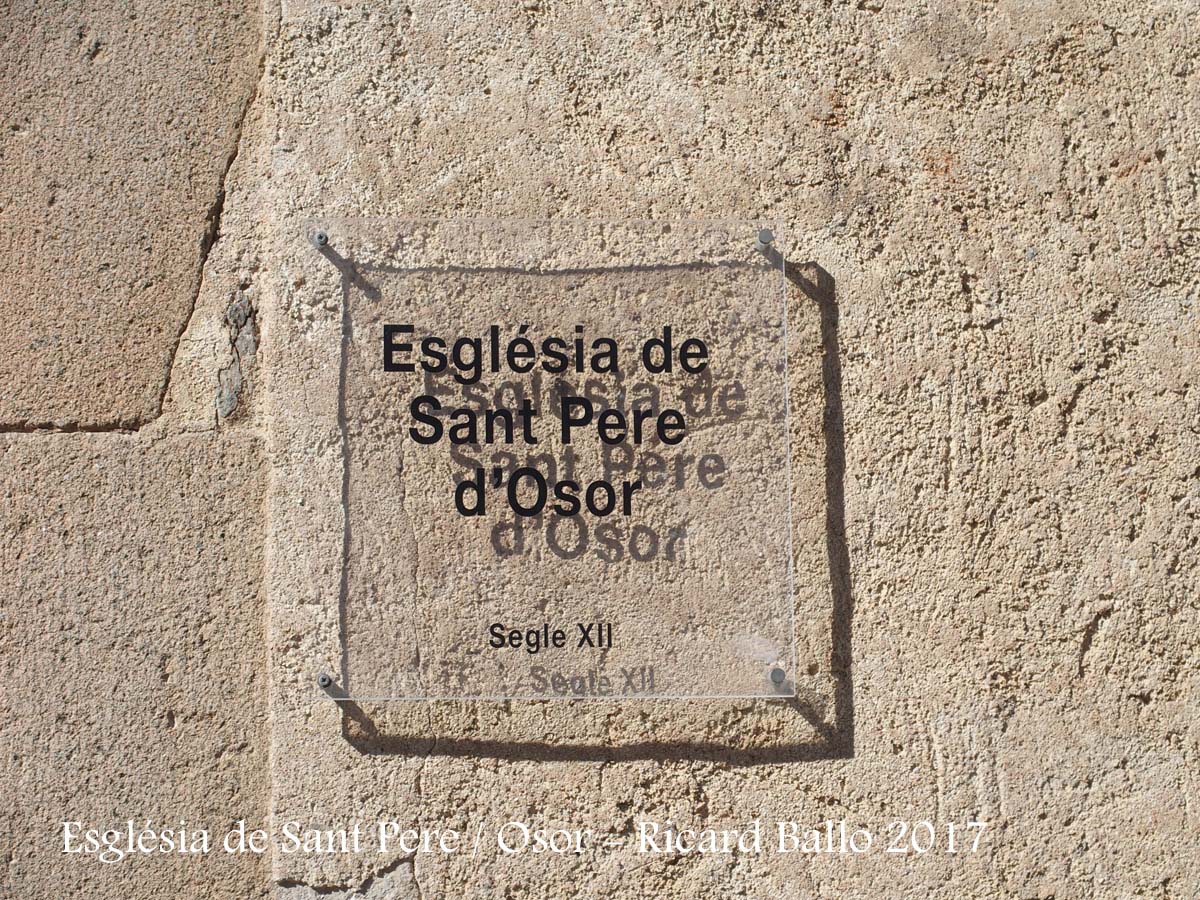 Església de
Sant Pere
d'Osor
Segle XII
Església de Sant Pere / Osor - Ricard Ballo 2017